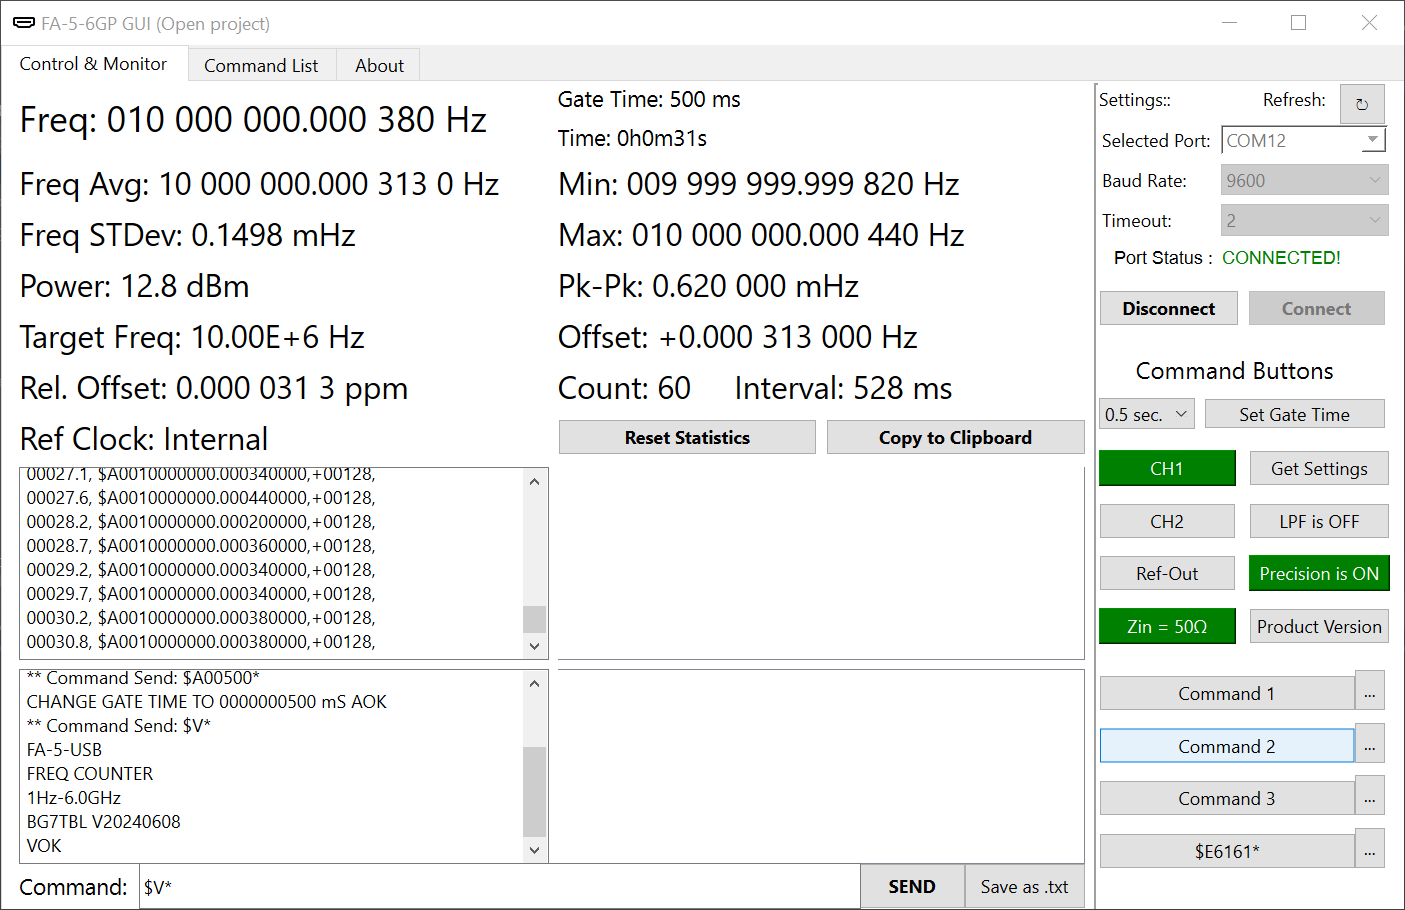 FA-5-6GP GUI (Open project)
Control & Monitor
Command List
About
Freq: 010 000 000.000 380 Hz
Freq Avg: 10 000 000.000 313 0 Hz
Freq STDev: 0.1498 mHz
Power: 12.8 dBm
Target Freq: 10.00E+6 Hz
Rel. Offset: 0.000 031 3 ppm
Ref Clock: Internal
Gate Time: 500 ms
Time: 0h0m31s
Min: 009 999 999.999 820 Hz
Max: 010 000 000.000 440 Hz
Pk-Pk: 0.620 000 mHz
Offset: +0.000 313 000 Hz
Count: 60 Interval: 528 ms
Reset Statistics
Copy to Clipboard
00027.1, $A0010000000.000340000,+00128,
00027.6, $A0010000000.000440000,+00128,
00028.2, $A0010000000.000200000,+00128,
00028.7, $A0010000000.000360000,+00128,
00029.2, $A0010000000.000340000,+00128,
00029.7, $A0010000000.000340000,+00128,
00030.2, $A0010000000.000380000,+00128,
00030.8, $A0010000000.000380000,+00128,
** Command Send: $A00500*
CHANGE GATE TIME TO 0000000500 mS AOK
** Command Send: $V*
FA-5-USB
FREQ COUNTER
1Hz-6.0GHz
BG7TBL V20240608
VOK
Command: $V*
SEND
Save as .txt
Settings::
Refresh: ↻
Selected Port: COM12
Baud Rate: 9600
Timeout: 2
Port Status : CONNECTED!
Disconnect
Connect
Command Buttons
0.5 sec.
Set Gate Time
CH1
Get Settings
CH2
LPF is OFF
Ref-Out
Precision is ON
Zin = 50Ω
Product Version
Command 1
...
Command 2
...
Command 3
...
$E6161*
...